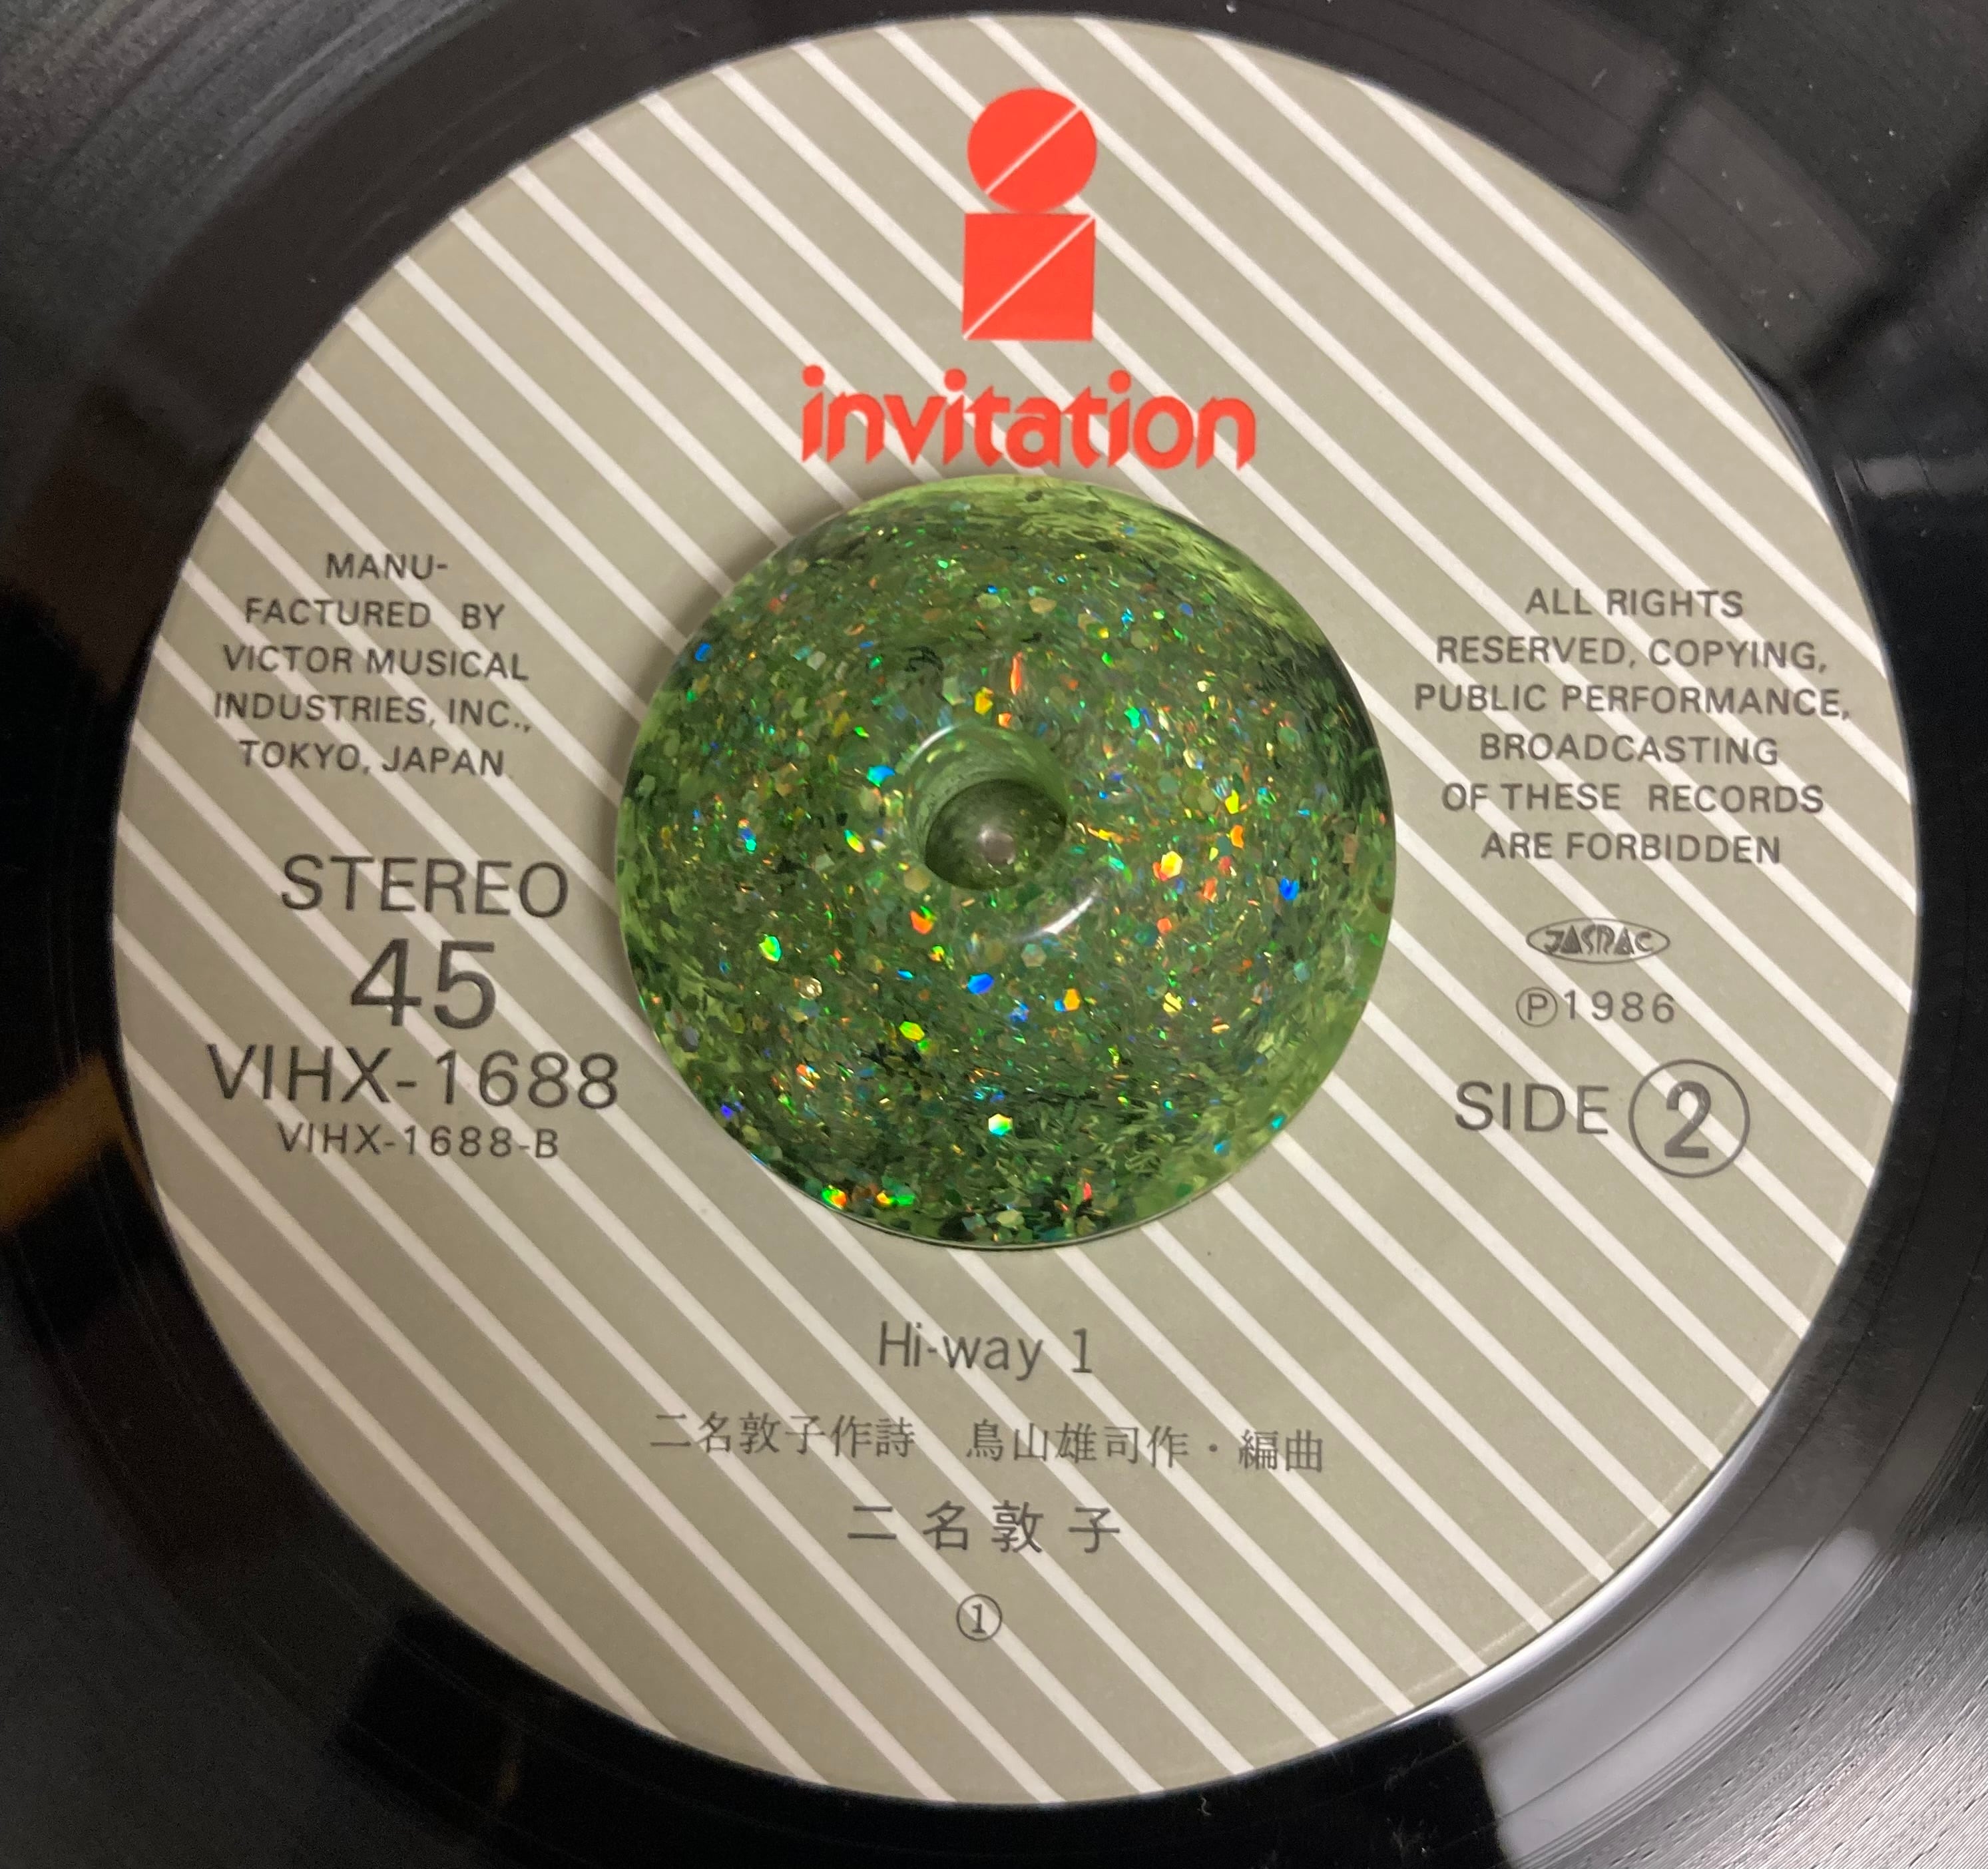 invitation
MANU-
FACTURED BY
VICTOR MUSICAL
INDUSTRIES, INC.,
TOKYO, JAPAN
STEREO
45
VIHX-1688
VIHX-1688-B
ALL RIGHTS
RESERVED, COPYING,
PUBLIC PERFORMANCE,
BROADCASTING
OF THESE RECORDS
ARE FORBIDDEN
JASRAC
Ⓟ1986
SIDE ②
Hi-way 1
二名敦子作詩　鳥山雄司作・編曲
二名敦子
①